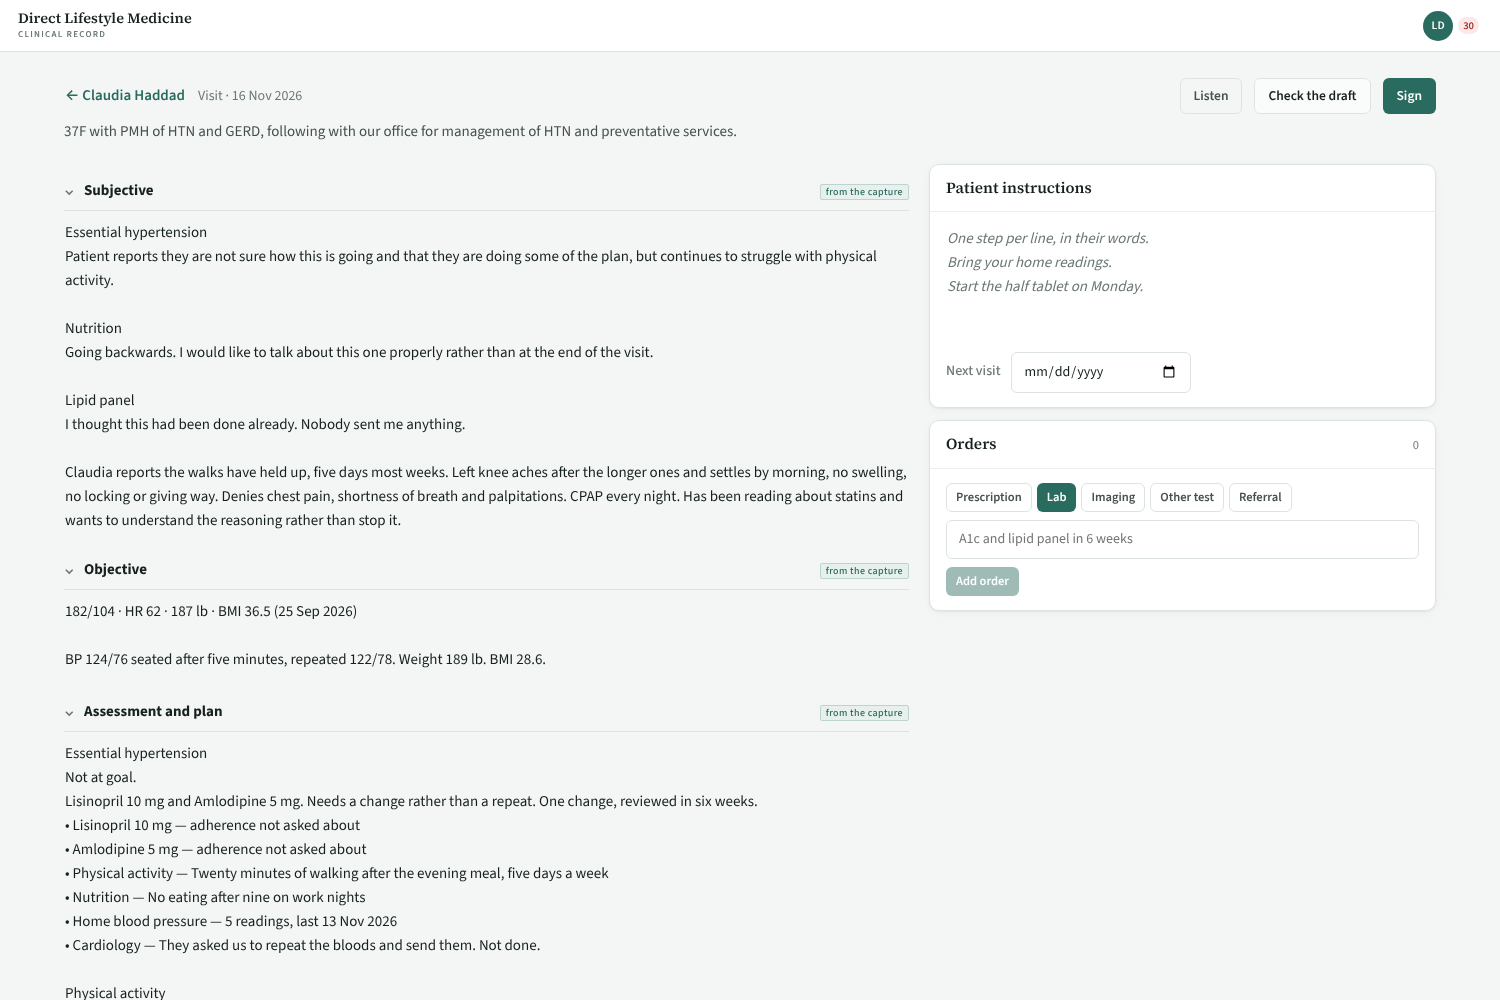 Direct Lifestyle Medicine
CLINICAL RECORD
LD
30
← Claudia Haddad
Visit · 16 Nov 2026
Listen
Check the draft
Sign
37F with PMH of HTN and GERD, following with our office for management of HTN and preventative services.
Subjective
from the capture
Essential hypertension
Patient reports they are not sure how this is going and that they are doing some of the plan, but continues to struggle with physical
activity.
Nutrition
Going backwards. I would like to talk about this one properly rather than at the end of the visit.
Lipid panel
I thought this had been done already. Nobody sent me anything.
Claudia reports the walks have held up, five days most weeks. Left knee aches after the longer ones and settles by morning, no swelling,
no locking or giving way. Denies chest pain, shortness of breath and palpitations. CPAP every night. Has been reading about statins and
wants to understand the reasoning rather than stop it.
Objective
from the capture
182/104 · HR 62 · 187 lb · BMI 36.5 (25 Sep 2026)
BP 124/76 seated after five minutes, repeated 122/78. Weight 189 lb. BMI 28.6.
Assessment and plan
from the capture
Essential hypertension
Not at goal.
Lisinopril 10 mg and Amlodipine 5 mg. Needs a change rather than a repeat. One change, reviewed in six weeks.
• Lisinopril 10 mg — adherence not asked about
• Amlodipine 5 mg — adherence not asked about
• Physical activity — Twenty minutes of walking after the evening meal, five days a week
• Nutrition — No eating after nine on work nights
• Home blood pressure — 5 readings, last 13 Nov 2026
• Cardiology — They asked us to repeat the bloods and send them. Not done.
Physical activity
Patient instructions
One step per line, in their words.
Bring your home readings.
Start the half tablet on Monday.
Next visit
mm/dd/yyyy
Orders
0
Prescription
Lab
Imaging
Other test
Referral
A1c and lipid panel in 6 weeks
Add order